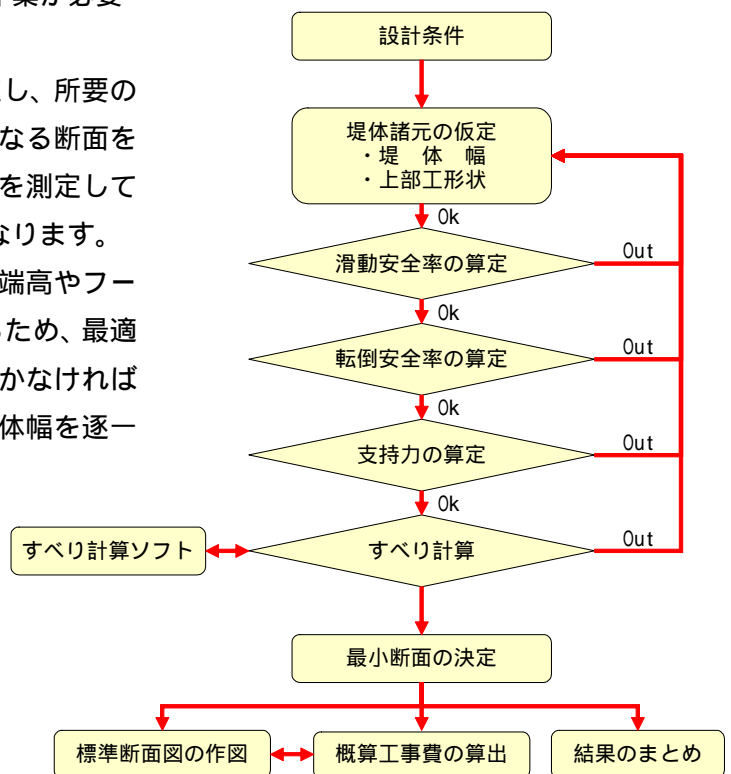 業が必要
し、所要の
なる断面を
を測定して
なります。
端高やフー
るため、最適
かなければ
体幅を逐一
設計条件
堤体諸元の仮定
・堤　体　幅
・上部工形状
Ok
滑動安全率の算定
Out
Ok
転倒安全率の算定
Out
Ok
支持力の算定
Out
Ok
すべり計算ソフト
すべり計算
Out
最小断面の決定
標準断面図の作図
概算工事費の算出
結果のまとめ